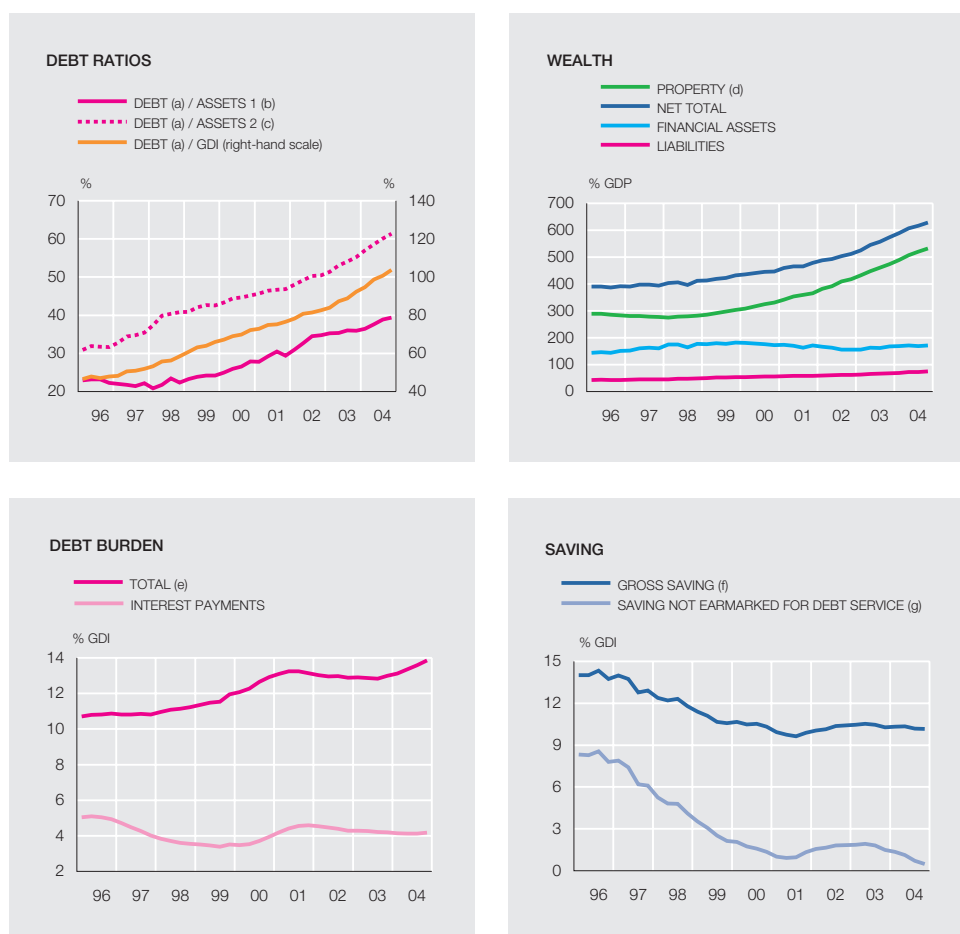 DEBT RATIOS
DEBT (a) / ASSETS 1 (b)
DEBT (a) / ASSETS 2 (c)
DEBT (a) / GDI (right-hand scale)
% %
70 140
60 120
50 100
40 80
30 60
20 40
96 97 98 99 00 01 02 03 04
WEALTH
PROPERTY (d)
NET TOTAL
FINANCIAL ASSETS
LIABILITIES
% GDP
700
600
500
400
300
200
100
0
96 97 98 99 00 01 02 03 04
DEBT BURDEN
TOTAL (e)
INTEREST PAYMENTS
% GDI
14
12
10
8
6
4
2
96 97 98 99 00 01 02 03 04
SAVING
GROSS SAVING (f)
SAVING NOT EARMARKED FOR DEBT SERVICE (g)
% GDI
15
12
9
6
3
0
96 97 98 99 00 01 02 03 04